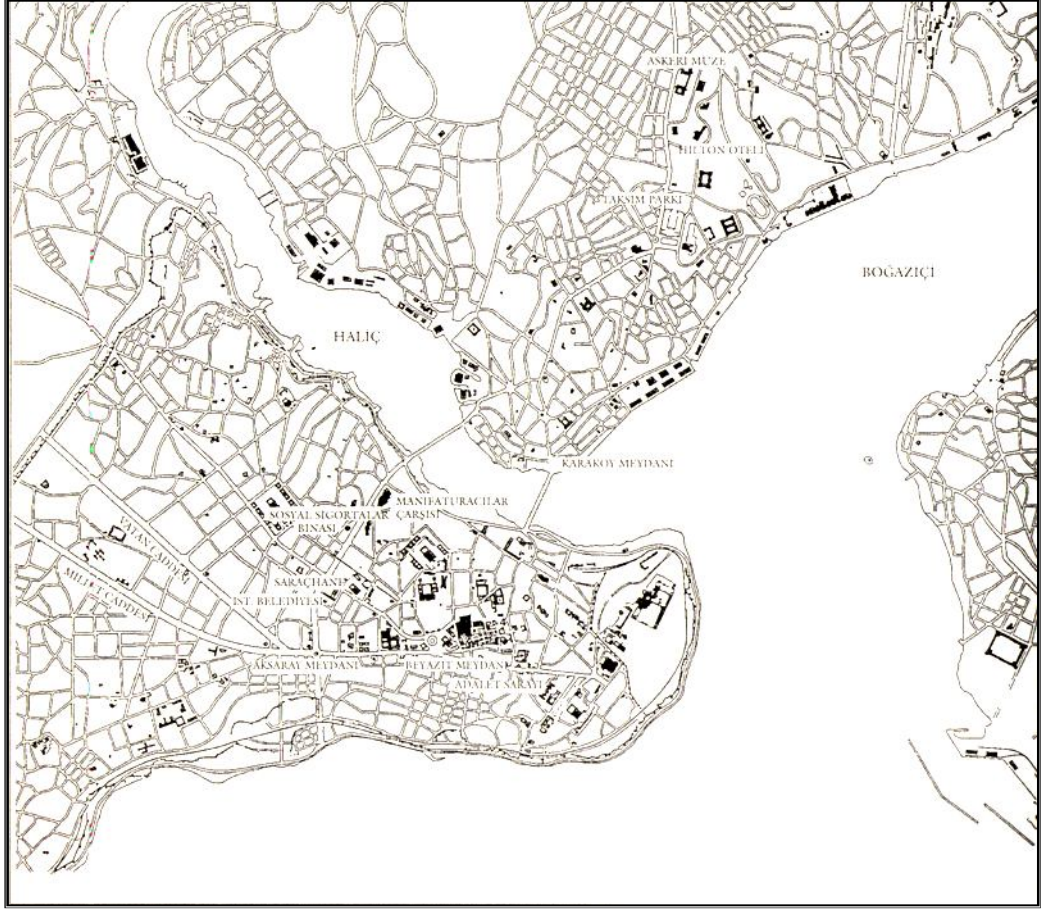 ASKERİ MÜZE
HİLTON OTELİ
TAKSİM PARKI
BOĞAZİÇİ
HALİÇ
KARAKÖY MEYDANI
MANİFATURACILAR
ÇARŞISI
SOSYAL SİGORTALAR
BİNASI
VATAN CADDESİ
MİLLET CADDESİ
SARAÇHANE
İST. BELEDİYESİ
AKSARAY MEYDANI
BEYAZIT MEYDANI
ADALET SARAYI